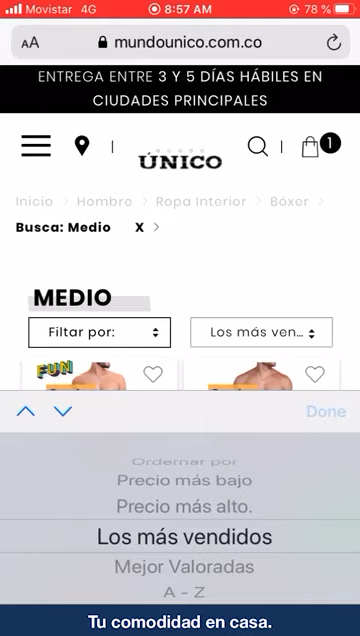 Movistar 4G 8:57 AM 78 %
AA mundounico.com.co
ENTREGA ENTRE 3 Y 5 DÍAS HÁBILES EN
CIUDADES PRINCIPALES
MUNDO
ÚNICO
1
Inicio > Hombre > Ropa Interior > Bóxer >
Busca: Medio X >
MEDIO
Filtar por:
Los más ven...
FUN
Done
Ordernar por
Precio más bajo
Precio más alto.
Los más vendidos
Mejor Valoradas
A - Z
Tu comodidad en casa.